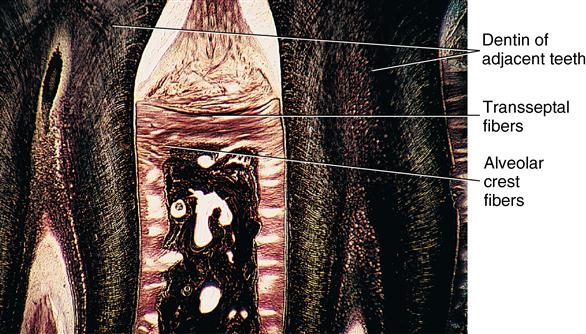 Dentin of
adjacent teeth
Transseptal
fibers
Alveolar
crest
fibers